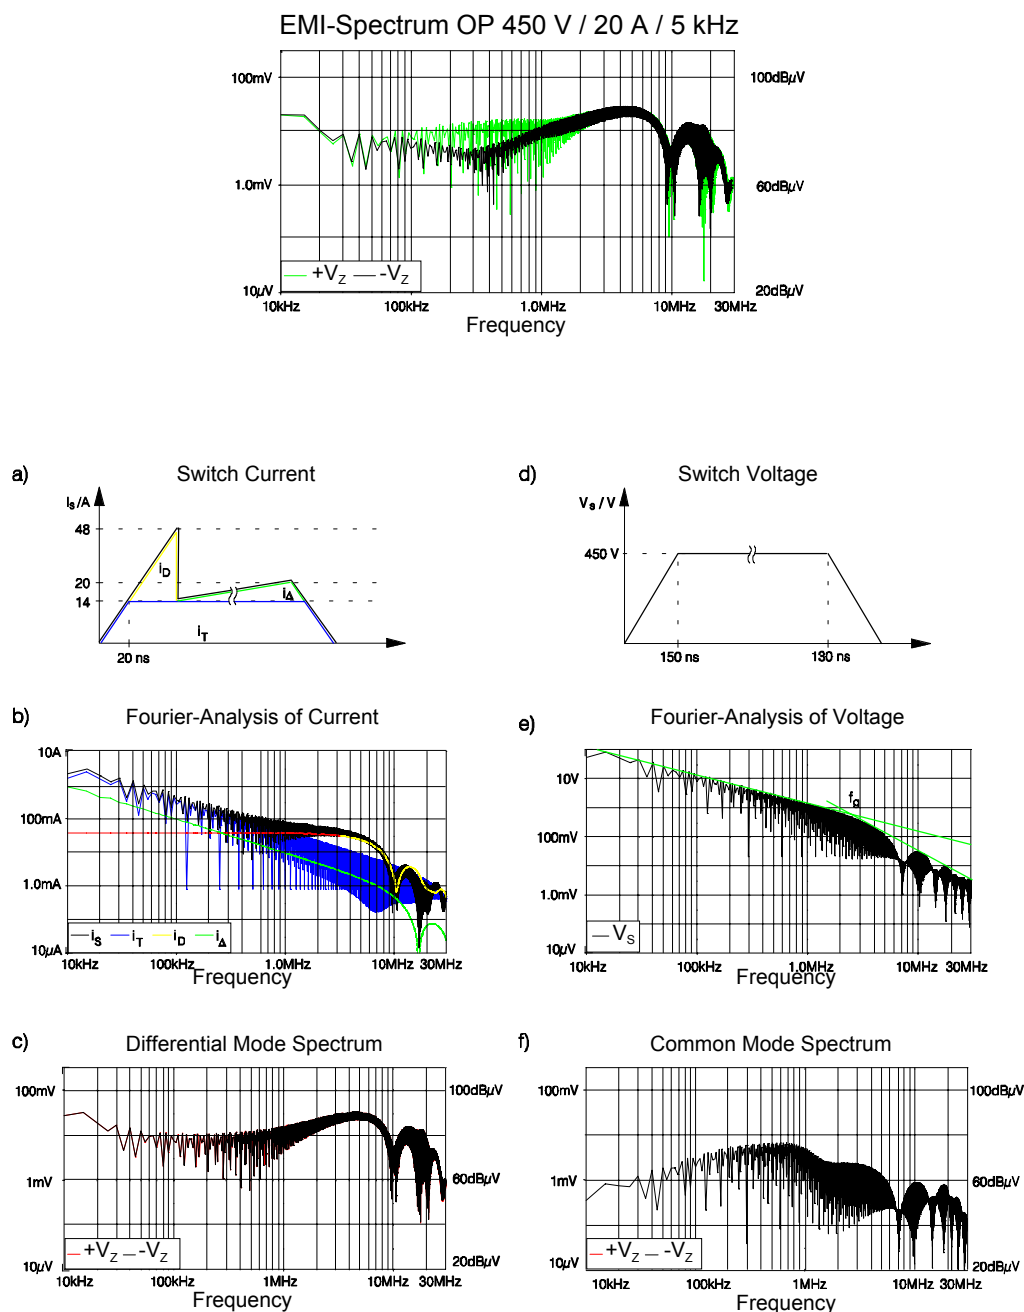 EMI-Spectrum OP 450 V / 20 A / 5 kHz
100mV
100dBµV
1.0mV
60dBµV
+VZ -VZ
10µV
20dBµV
10kHz 100kHz 1.0MHz 10MHz 30MHz
Frequency
a) Switch Current
IS/A
48
iD
20
14
iΔ
iT
20 ns
d) Switch Voltage
VS / V
450 V
150 ns 130 ns
b) Fourier-Analysis of Current
10A
100mA
1.0mA
10µA
iS iT iD iΔ
10kHz 100kHz 1.0MHz 10MHz 30MHz
Frequency
e) Fourier-Analysis of Voltage
10V
fg
100mV
1.0mV
10µV
VS
10kHz 100kHz 1.0MHz 10MHz 30MHz
Frequency
c) Differential Mode Spectrum
100mV
100dBµV
1mV
60dBµV
+VZ -VZ
10µV
20dBµV
10kHz 100kHz 1MHz 10MHz 30MHz
Frequency
f) Common Mode Spectrum
100mV
100dBµV
1mV
60dBµV
+VZ -VZ
10µV
20dBµV
10kHz 100kHz 1MHz 10MHz 30MHz
Frequency